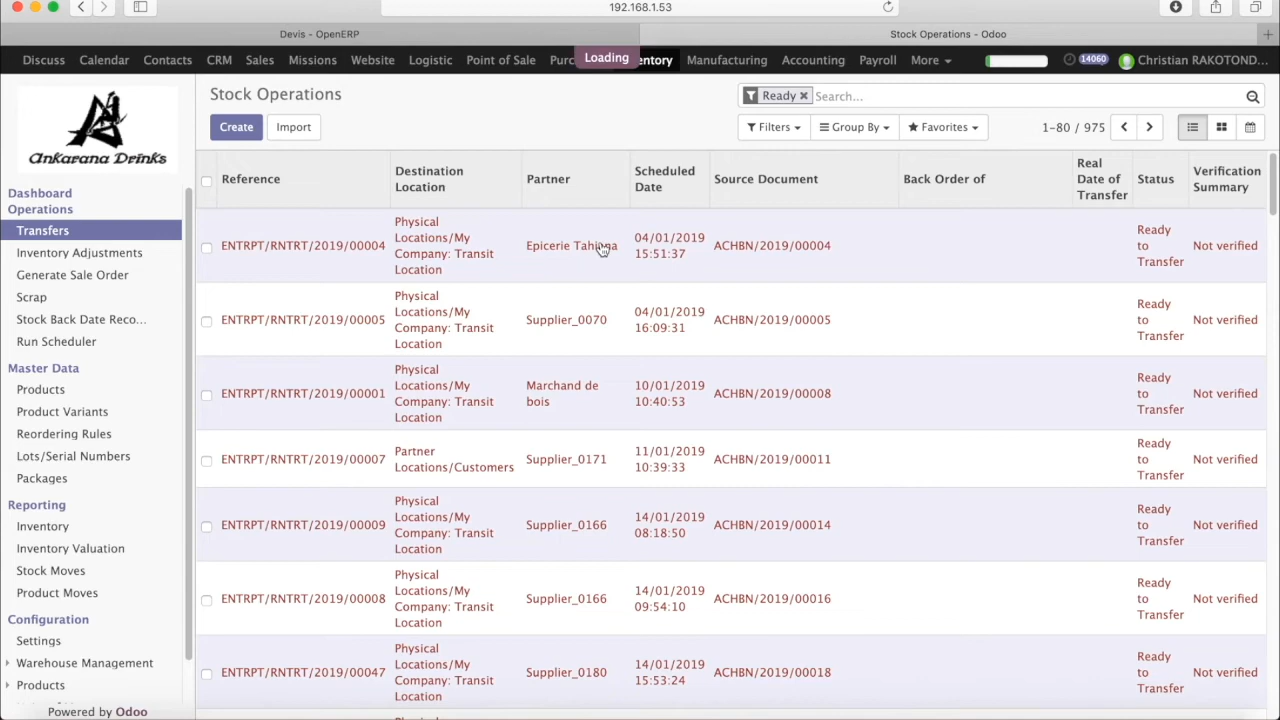 192.168.1.53
Devis - OpenERP
Stock Operations - Odoo
Discuss Calendar Contacts CRM Sales Missions Website Logistic Point of Sale Manufacturing Accounting Payroll More 14060 Christian RAKOTOND...
Loading
Ankarana Drinks
Stock Operations
Ready Search...
Create Import
Filters Group By Favorites 1-80 / 975
Dashboard
Operations
Transfers
Inventory Adjustments
Generate Sale Order
Scrap
Stock Back Date Reco...
Run Scheduler
Master Data
Products
Product Variants
Reordering Rules
Lots/Serial Numbers
Packages
Reporting
Inventory
Inventory Valuation
Stock Moves
Product Moves
Configuration
Settings
Warehouse Management
Products
Powered by Odoo
Reference
Destination
Location
Partner
Scheduled
Date
Source Document
Back Order of
Real
Date of
Transfer
Status
Verification
Summary
ENTRPT/RNTRT/2019/00004
Physical
Locations/My
Company: Transit
Location
Epicerie
04/01/2019
15:51:37
ACHBN/2019/00004
Ready
to
Transfer
Not verified
ENTRPT/RNTRT/2019/00005
Physical
Locations/My
Company: Transit
Location
Supplier_0070
04/01/2019
16:09:31
ACHBN/2019/00005
Ready
to
Transfer
Not verified
ENTRPT/RNTRT/2019/00001
Physical
Locations/My
Company: Transit
Location
Marchand de
bois
10/01/2019
10:40:53
ACHBN/2019/00008
Ready
to
Transfer
Not verified
ENTRPT/RNTRT/2019/00007
Partner
Locations/Customers
Supplier_0171
11/01/2019
10:39:33
ACHBN/2019/00011
Ready
to
Transfer
Not verified
ENTRPT/RNTRT/2019/00009
Physical
Locations/My
Company: Transit
Location
Supplier_0166
14/01/2019
08:18:50
ACHBN/2019/00014
Ready
to
Transfer
Not verified
ENTRPT/RNTRT/2019/00008
Physical
Locations/My
Company: Transit
Location
Supplier_0166
14/01/2019
09:54:10
ACHBN/2019/00016
Ready
to
Transfer
Not verified
ENTRPT/RNTRT/2019/00047
Physical
Locations/My
Company: Transit
Location
Supplier_0180
14/01/2019
15:53:24
ACHBN/2019/00018
Ready
to
Transfer
Not verified